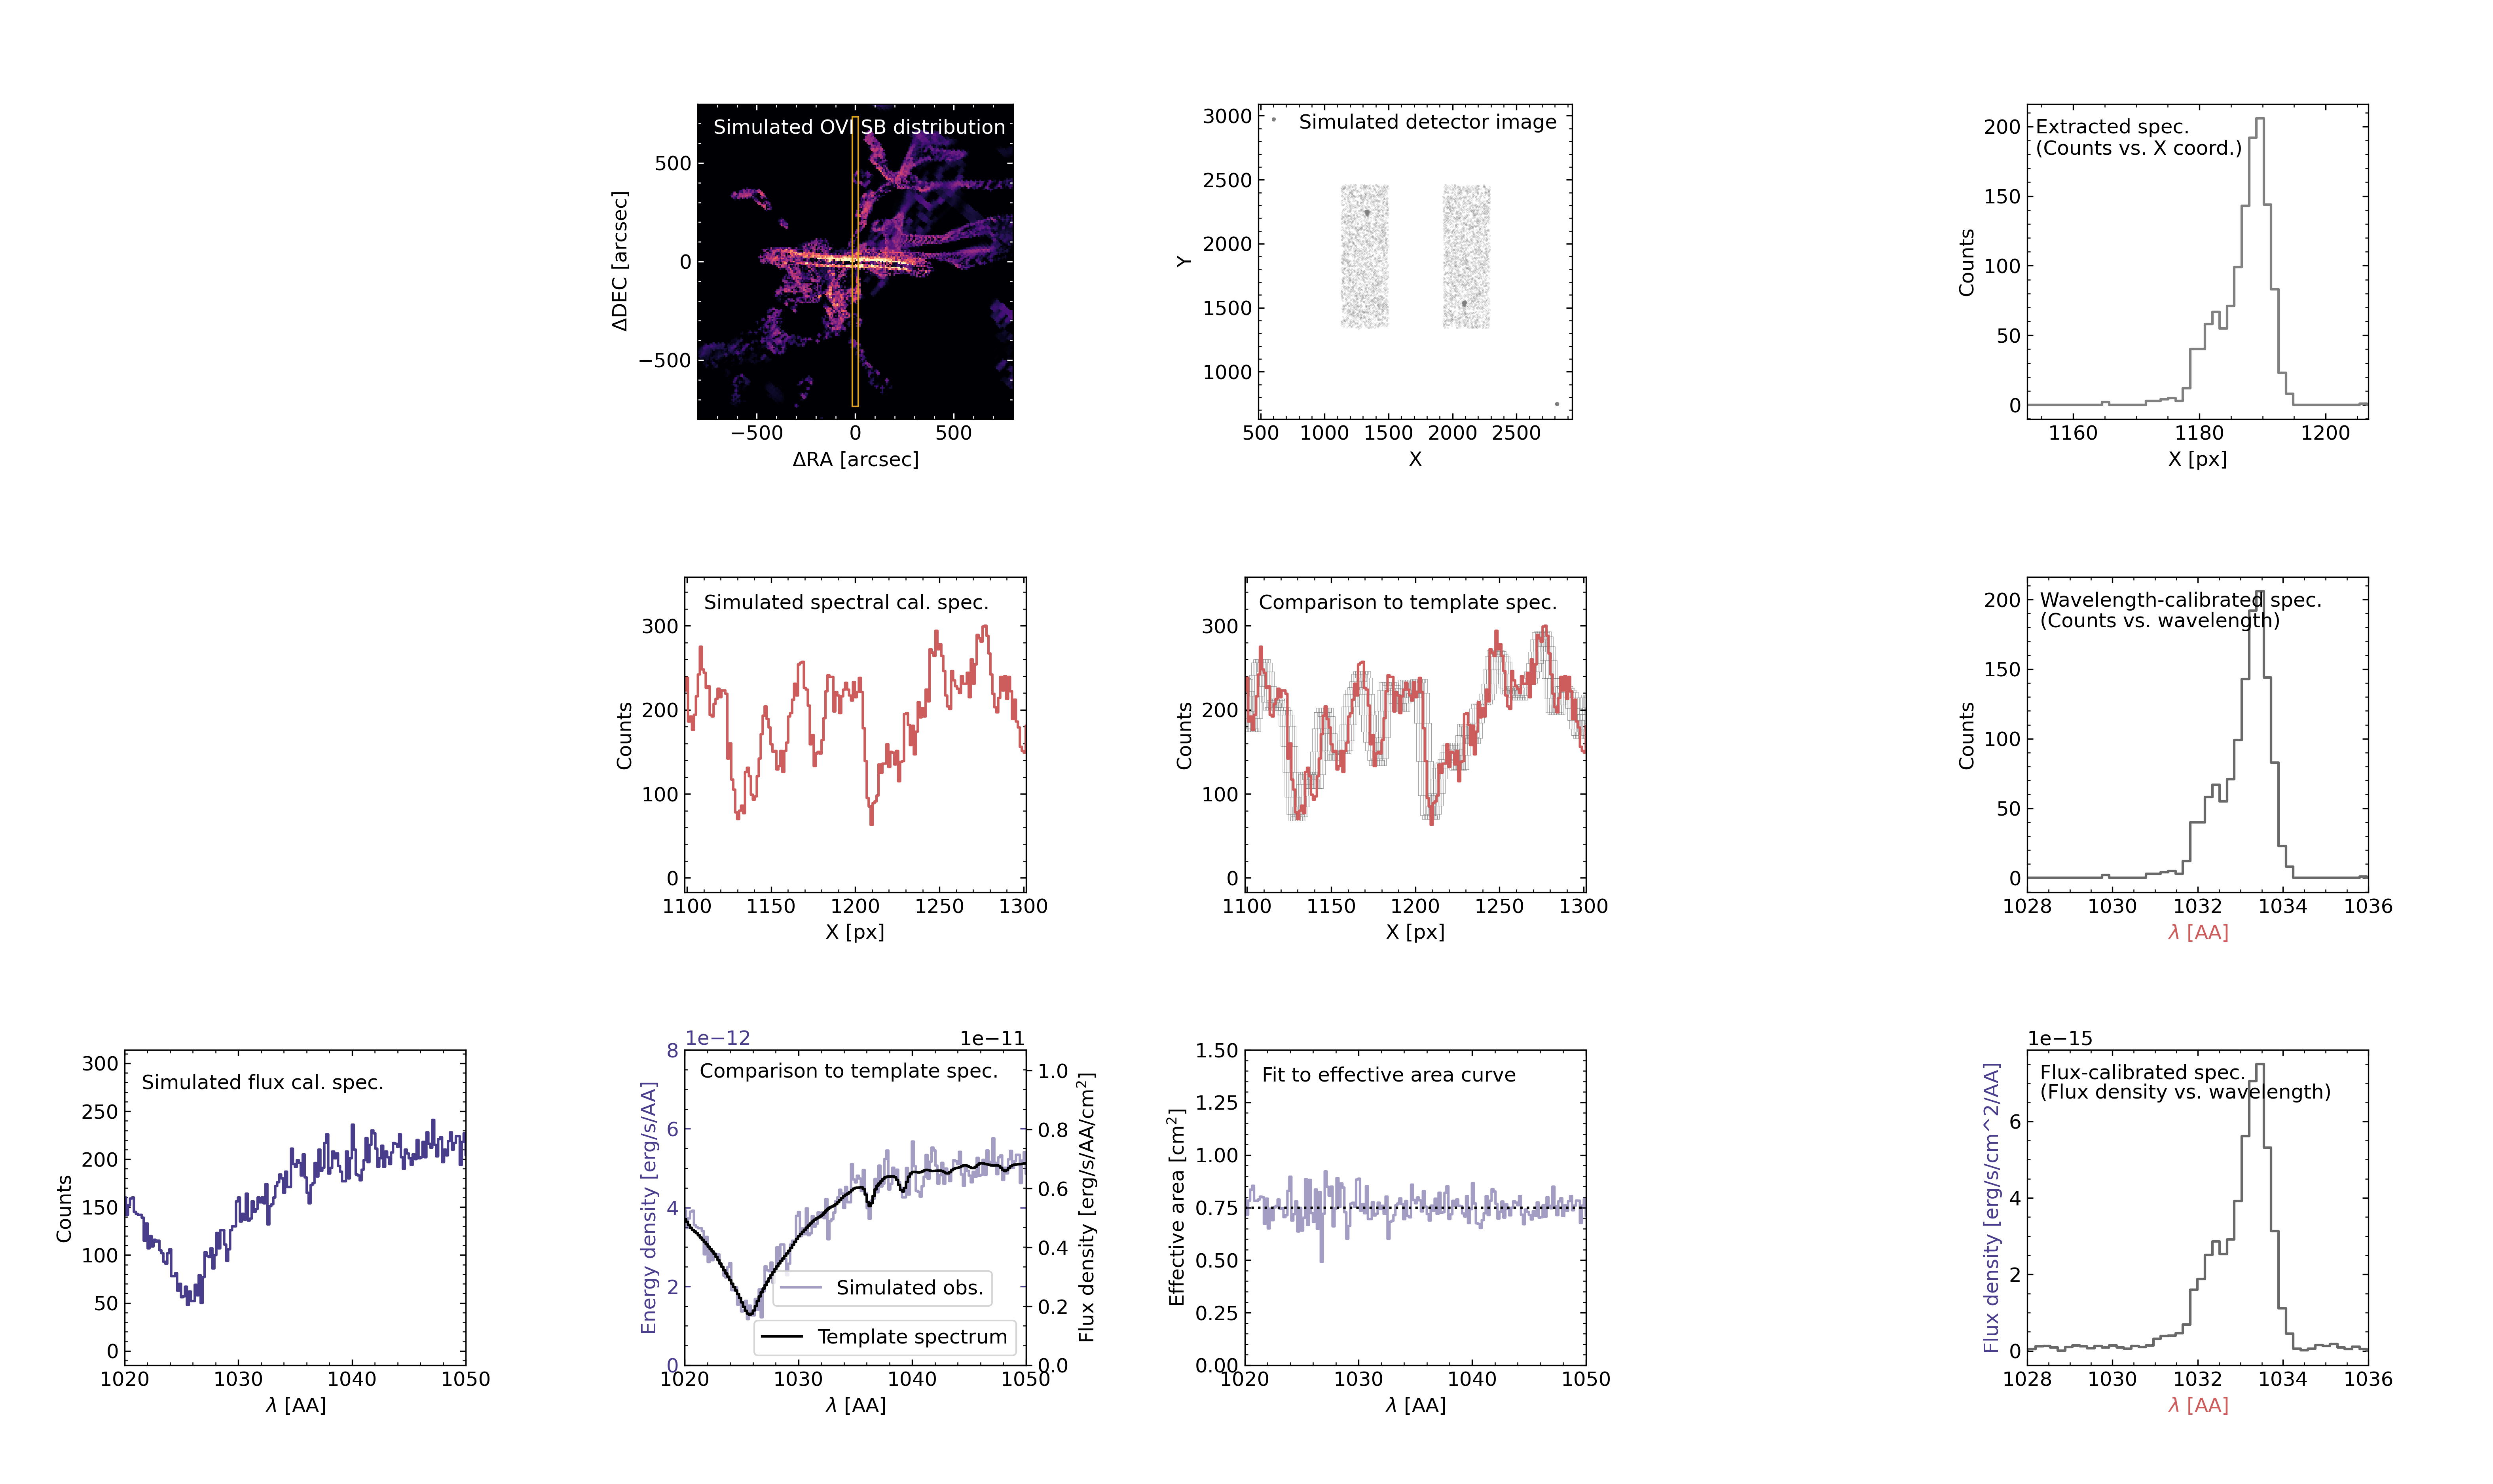 Simulated OVI SB distribution
ΔDEC [arcsec]
500
0
−500
−500
0
500
ΔRA [arcsec]
Simulated detector image
Y
3000
2500
2000
1500
1000
500
1000
1500
2000
2500
X
Extracted spec.
(Counts vs. X coord.)
Counts
200
150
100
50
0
1160
1180
1200
X [px]
Simulated spectral cal. spec.
Counts
300
200
100
0
1100
1150
1200
1250
1300
X [px]
Comparison to template spec.
Counts
300
200
100
0
1100
1150
1200
1250
1300
X [px]
Wavelength-calibrated spec.
(Counts vs. wavelength)
Counts
200
150
100
50
0
1028
1030
1032
1034
1036
λ [AA]
Simulated flux cal. spec.
Counts
300
250
200
150
100
50
0
1020
1030
1040
1050
λ [AA]
1e−12
1e−11
Comparison to template spec.
Energy density [erg/s/AA]
8
6
4
2
0
Simulated obs.
Template spectrum
1.0
0.8
0.6
0.4
0.2
0.0
Flux density [erg/s/AA/cm²]
1020
1030
1040
1050
λ [AA]
Fit to effective area curve
Effective area [cm²]
1.50
1.25
1.00
0.75
0.50
0.25
0.00
1020
1030
1040
1050
λ [AA]
1e−15
Flux-calibrated spec.
(Flux density vs. wavelength)
Flux density [erg/s/cm^2/AA]
6
4
2
0
1028
1030
1032
1034
1036
λ [AA]